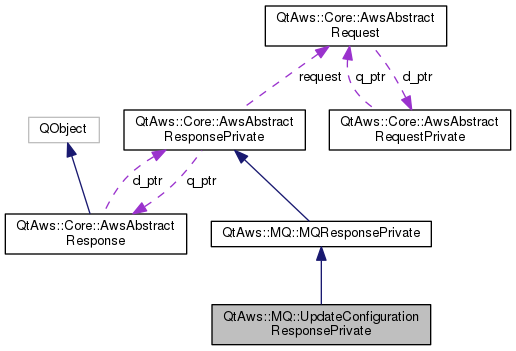 QtAws::Core::AwsAbstract
Request
request
q_ptr
d_ptr
QObject
QtAws::Core::AwsAbstract
ResponsePrivate
QtAws::Core::AwsAbstract
RequestPrivate
d_ptr
q_ptr
QtAws::Core::AwsAbstract
Response
QtAws::MQ::MQResponsePrivate
QtAws::MQ::UpdateConfiguration
ResponsePrivate